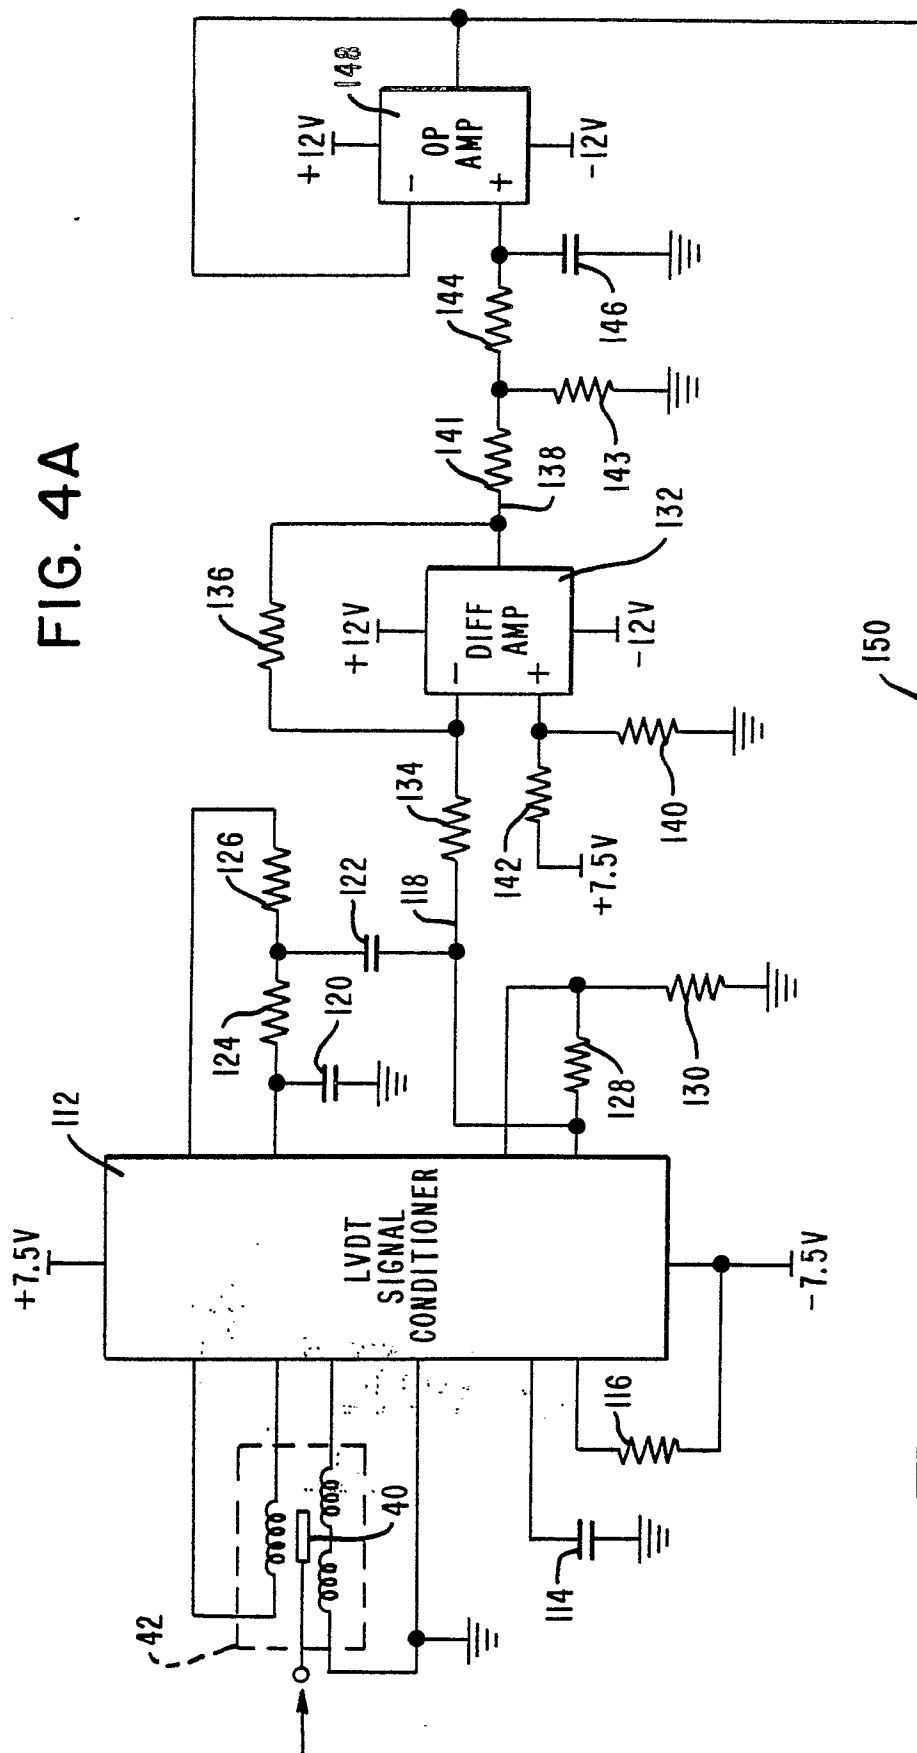 FIG. 4A
42
40
+7.5V
112
LVDT
SIGNAL
CONDITIONER
-7.5V
114
116
124
126
120
122
118
128
130
134
136
142
+7.5V
140
+12V
-
DIFF
AMP
+
-12V
132
138
141
143
144
146
+12V
148
-
OP
AMP
+
-12V
150